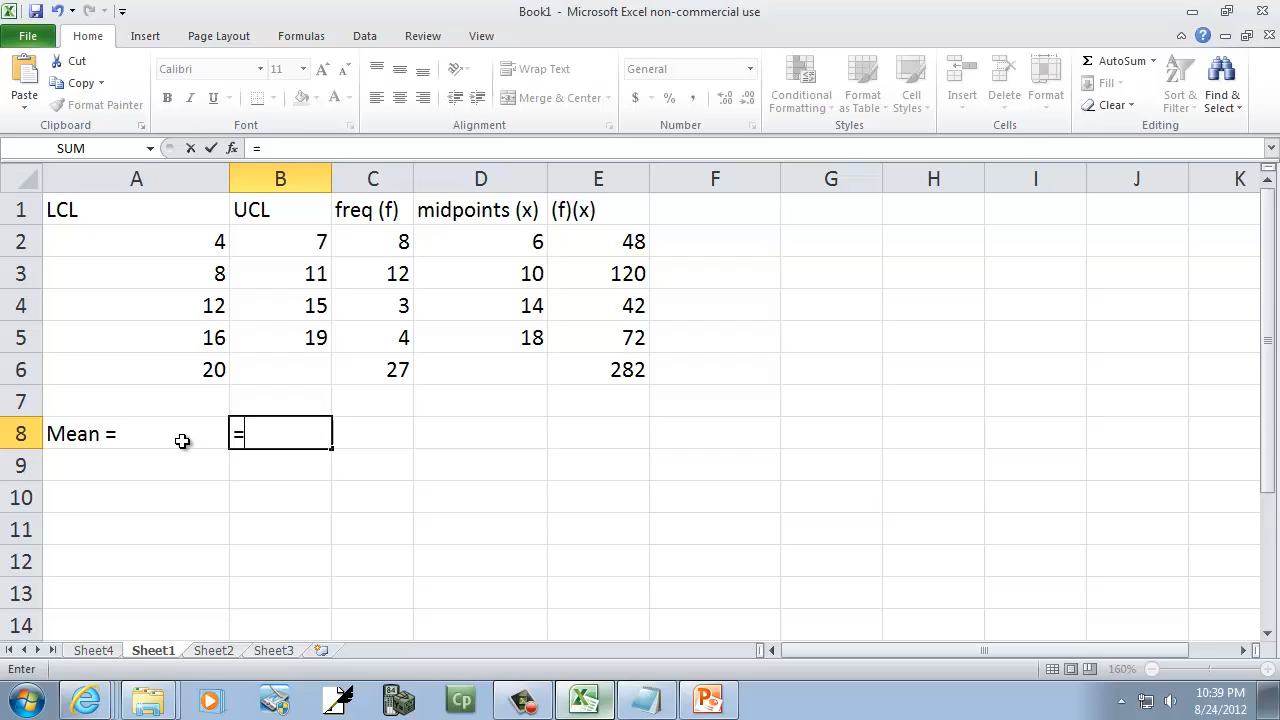 Book1 - Microsoft Excel non-commercial use
File Home Insert Page Layout Formulas Data Review View
Paste Cut Copy Format Painter
Calibri 11 B I U
Wrap Text
Merge & Center
General $ % ,
Conditional Formatting Format as Table Cell Styles
Insert Delete Format
AutoSum Fill Clear
Sort & Filter Find & Select
Clipboard Font Alignment Number Styles Cells Editing
SUM fx =
A B C D E F G H I J K
1 LCL UCL freq (f) midpoints (x) (f)(x)
2 4 7 8 6 48
3 8 11 12 10 120
4 12 15 3 14 42
5 16 19 4 18 72
6 20 27 282
7
8 Mean = =
9
10
11
12
13
14
Sheet4 Sheet1 Sheet2 Sheet3
Enter 160%
Cp 10:39 PM
8/24/2012